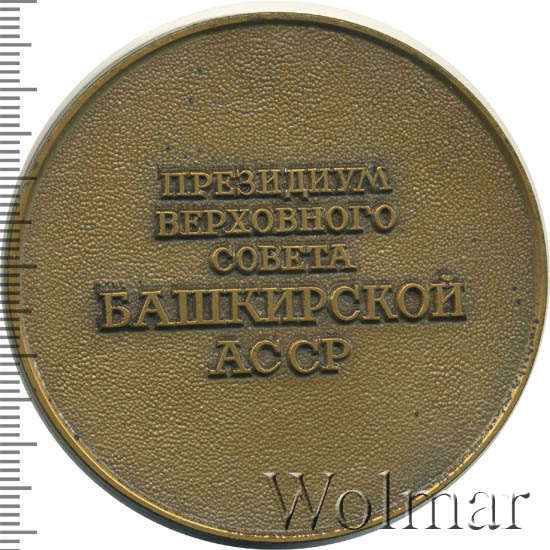 ПРЕЗИДИУМ
ВЕРХОВНОГО
СОВЕТА
БАШКИРСКОЙ
АССР
Wolmar